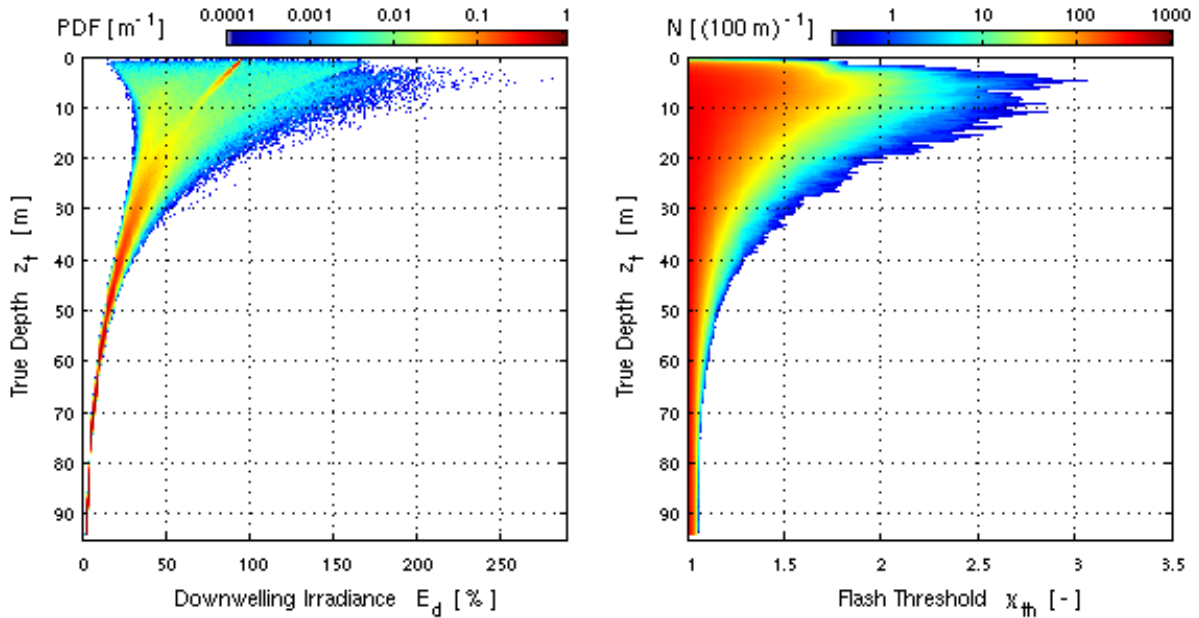 PDF [m⁻¹] 0.0001 0.001 0.01 0.1 1
0
10
20
30
40
50
60
70
80
90
True Depth z_t [m]
0 50 100 150 200 250
Downwelling Irradiance E_d [%]
N [(100 m)⁻¹] 1 10 100 1000
0
10
20
30
40
50
60
70
80
90
True Depth z_t [m]
1 1.5 2 2.5 3 3.5
Flash Threshold χ_th [-]